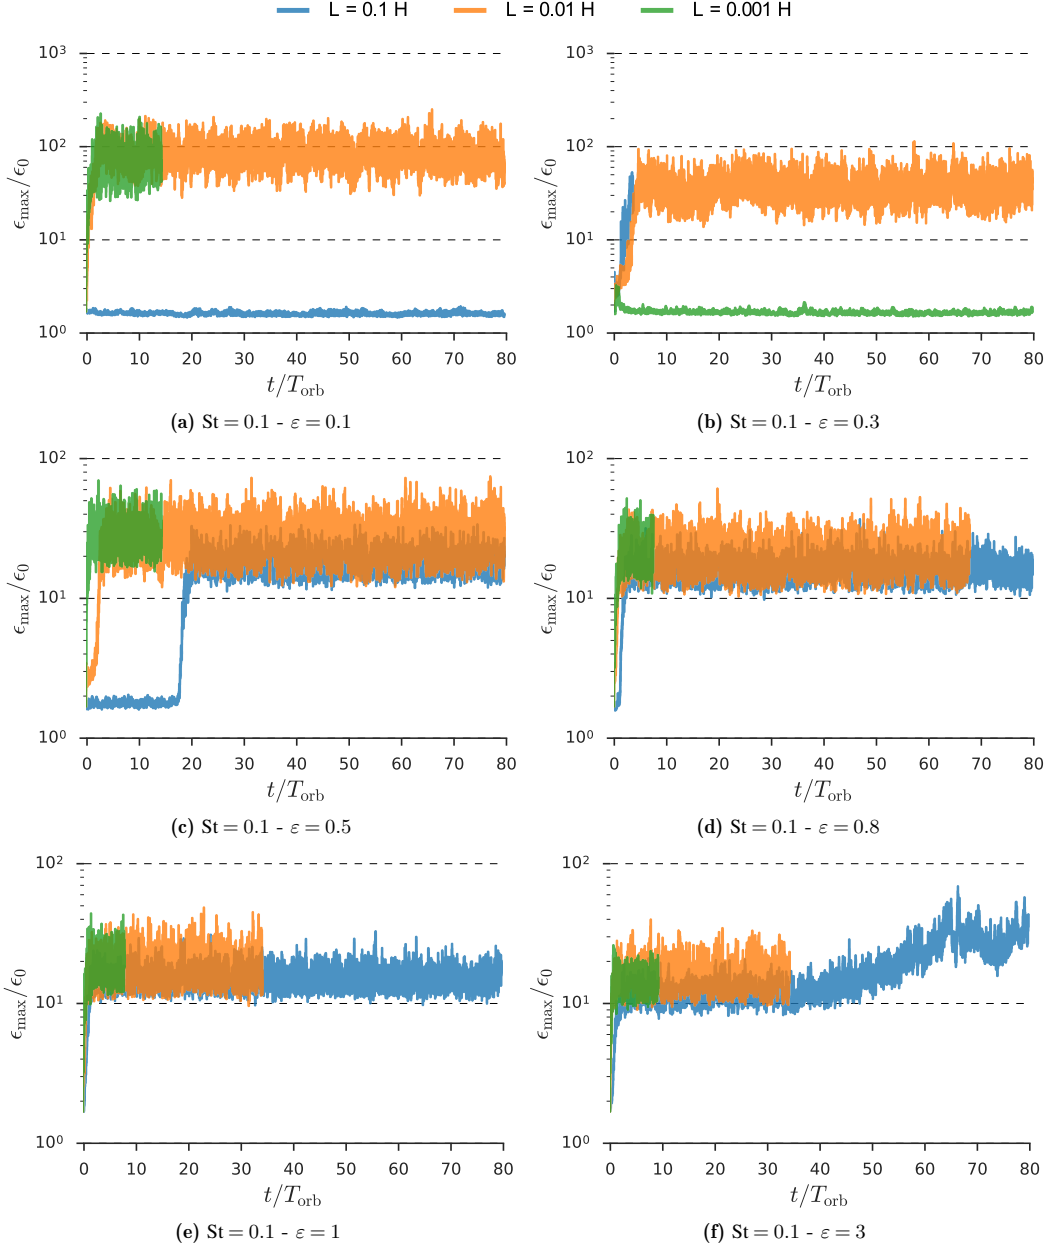 L = 0.1 H L = 0.01 H L = 0.001 H
10³ 10² 10¹ 10⁰
ϵmax/ϵ0
0 10 20 30 40 50 60 70 80
t/Torb
(a) St = 0.1 - ε = 0.1
10³ 10² 10¹ 10⁰
ϵmax/ϵ0
0 10 20 30 40 50 60 70 80
t/Torb
(b) St = 0.1 - ε = 0.3
10² 10¹ 10⁰
ϵmax/ϵ0
0 10 20 30 40 50 60 70 80
t/Torb
(c) St = 0.1 - ε = 0.5
10² 10¹ 10⁰
ϵmax/ϵ0
0 10 20 30 40 50 60 70 80
t/Torb
(d) St = 0.1 - ε = 0.8
10² 10¹ 10⁰
ϵmax/ϵ0
0 10 20 30 40 50 60 70 80
t/Torb
(e) St = 0.1 - ε = 1
10² 10¹ 10⁰
ϵmax/ϵ0
0 10 20 30 40 50 60 70 80
t/Torb
(f) St = 0.1 - ε = 3